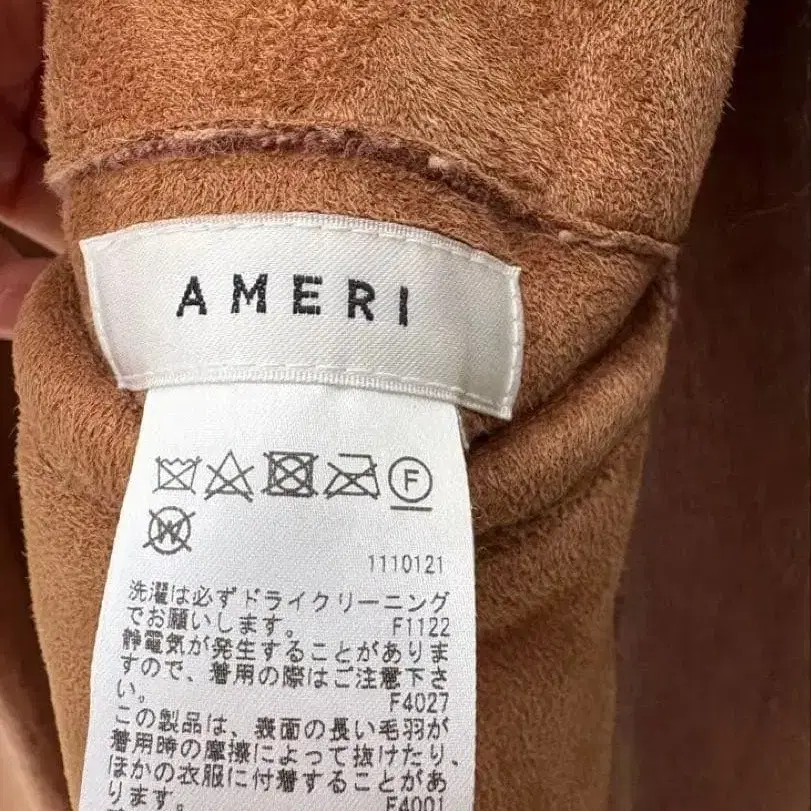 AMERI
F
W
1110121
洗濯は必ずドライクリーニング
でお願いします。 F1122
静電気が発生することがありま
すので、着用の際はご注意下さ
い。 F4027
この製品は、表面の長い毛羽が
着用時の摩擦によって抜けたり、
ほかの衣服に付着することがあ
ります。 F4001